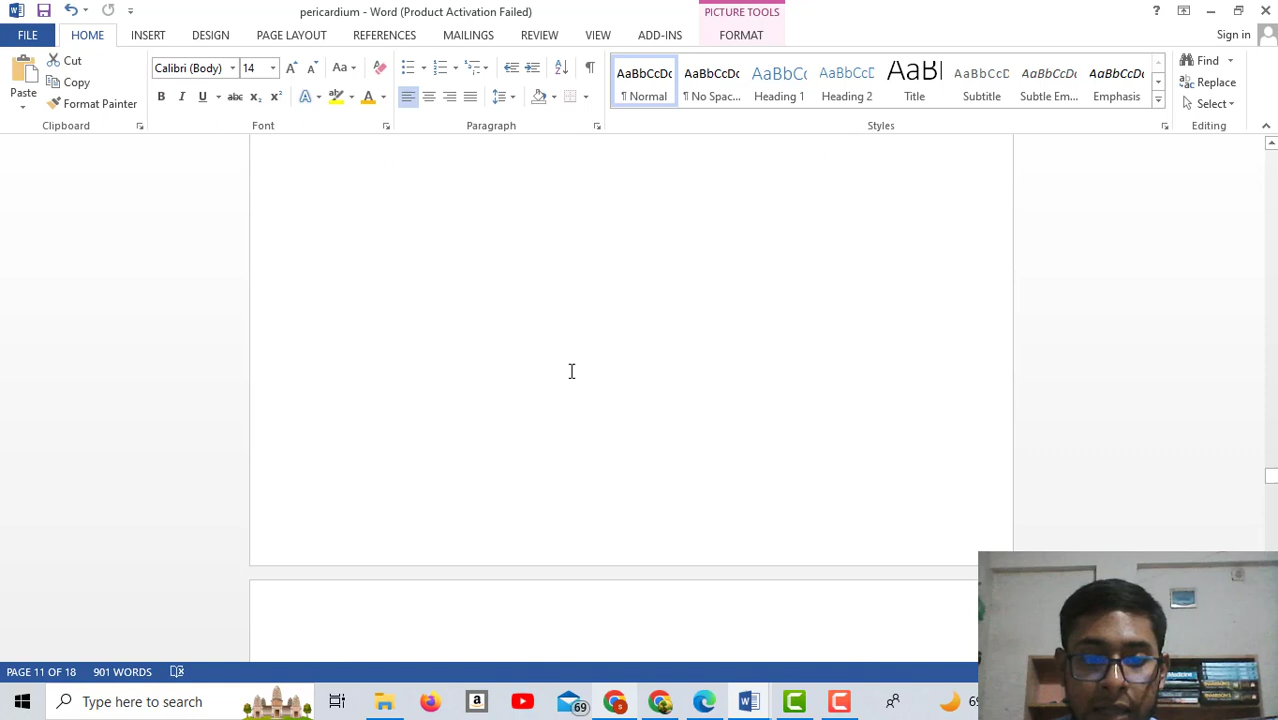 pericardium - Word (Product Activation Failed)
PICTURE TOOLS
?
FILE
HOME
INSERT
DESIGN
PAGE LAYOUT
REFERENCES
MAILINGS
REVIEW
VIEW
ADD-INS
FORMAT
Sign in
Paste
Cut
Copy
Format Painter
Clipboard
Calibri (Body)
14
Font
Paragraph
AaBbCcDc
¶ Normal
AaBbCcDc
¶ No Spac...
AaBbCc
Heading 1
AaBbCcD
Heading 2
AaBl
Title
AaBbCcD
Subtitle
AaBbCcDc
Subtle Em...
AaBbCcDc
Emphasis
Styles
Find
Replace
Select
Editing
PAGE 11 OF 18
901 WORDS
Type here to search
69